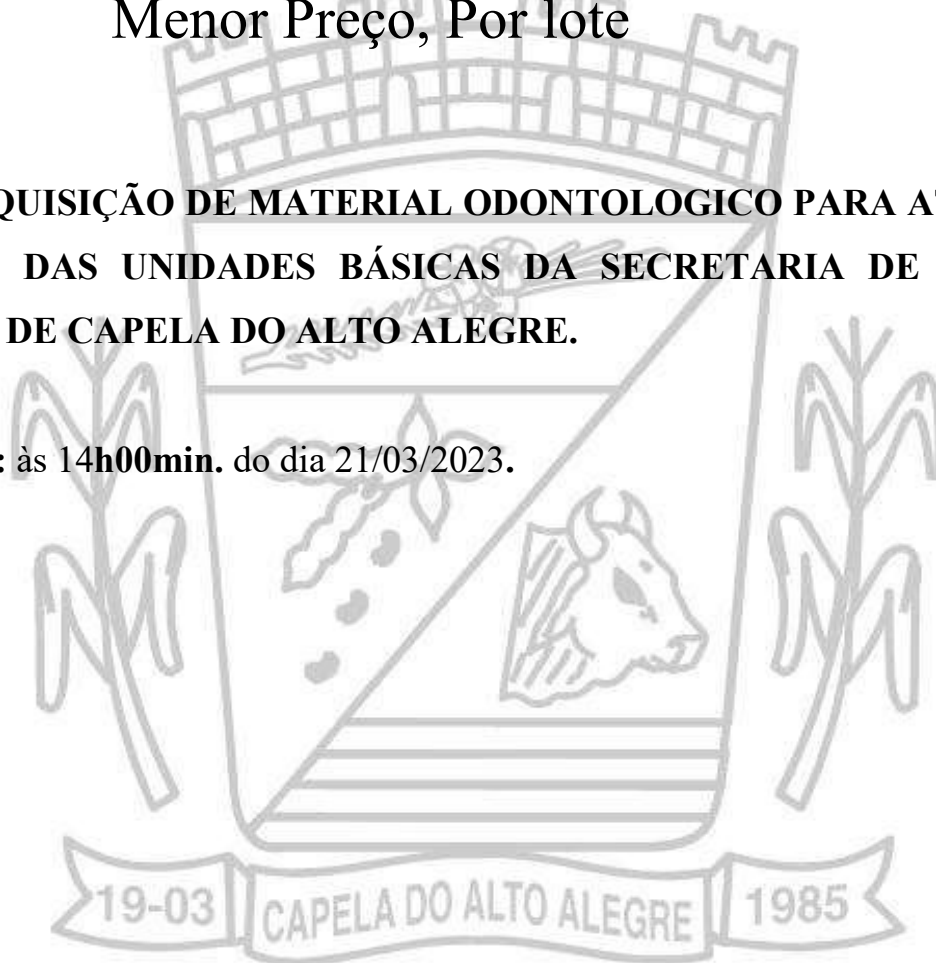 Menor Preço, Por lote
QUISIÇÃO DE MATERIAL ODONTOLOGICO PARA
DAS UNIDADES BÁSICAS DA SECRETARIA DE
DE CAPELA DO ALTO ALEGRE.
: às 14h00min. do dia 21/03/2023.
19-03 CAPELA DO ALTO ALEGRE 1985